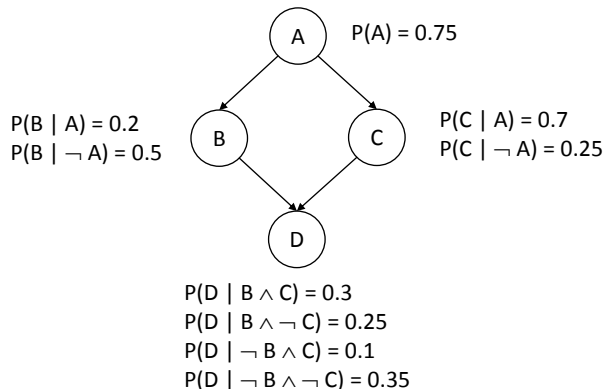 A
P(A) = 0.75
P(B | A) = 0.2
P(B | ¬ A) = 0.5
B
C
P(C | A) = 0.7
P(C | ¬ A) = 0.25
D
P(D | B ∧ C) = 0.3
P(D | B ∧ ¬ C) = 0.25
P(D | ¬ B ∧ C) = 0.1
P(D | ¬ B ∧ ¬ C) = 0.35